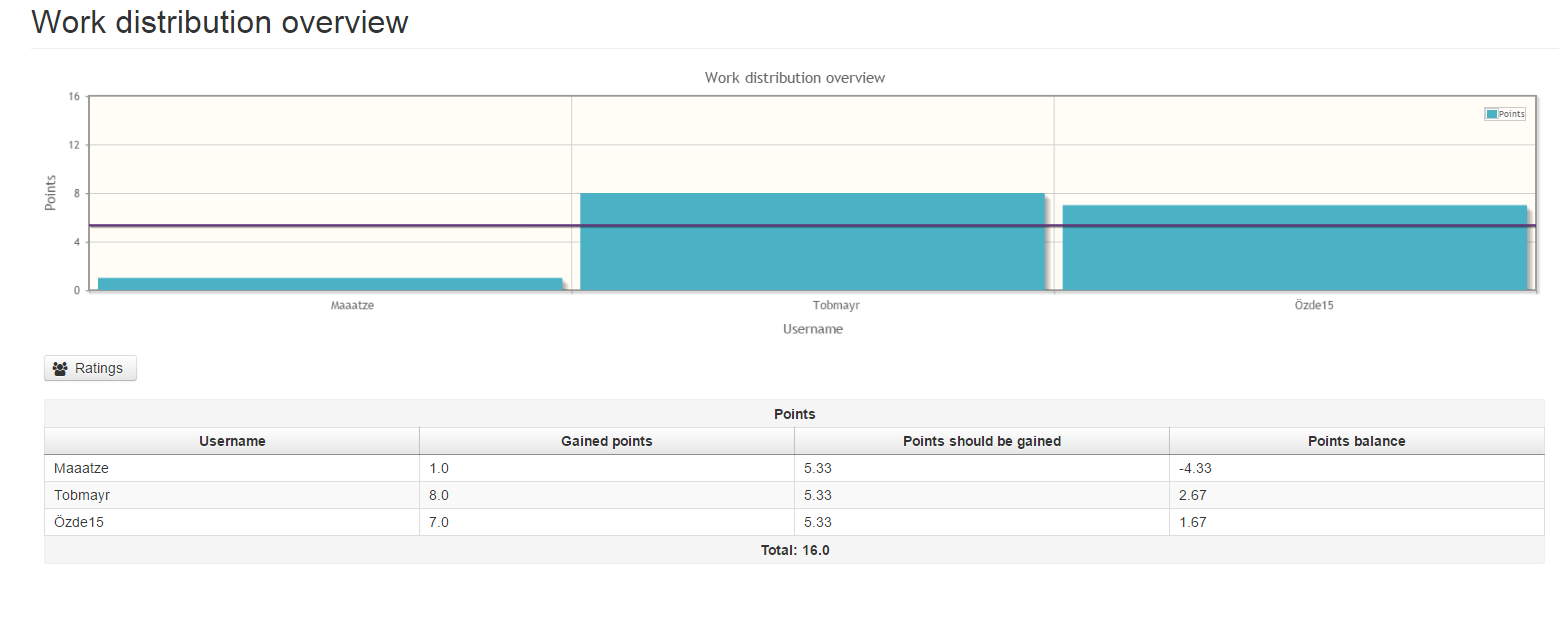 Work distribution overview
Work distribution overview
16
12
8
4
0
Points
Points
Maaatze Tobmayr Özde15
Username
Ratings
Points
Username Gained points Points should be gained Points balance
Maaatze 1.0 5.33 -4.33
Tobmayr 8.0 5.33 2.67
Özde15 7.0 5.33 1.67
Total: 16.0